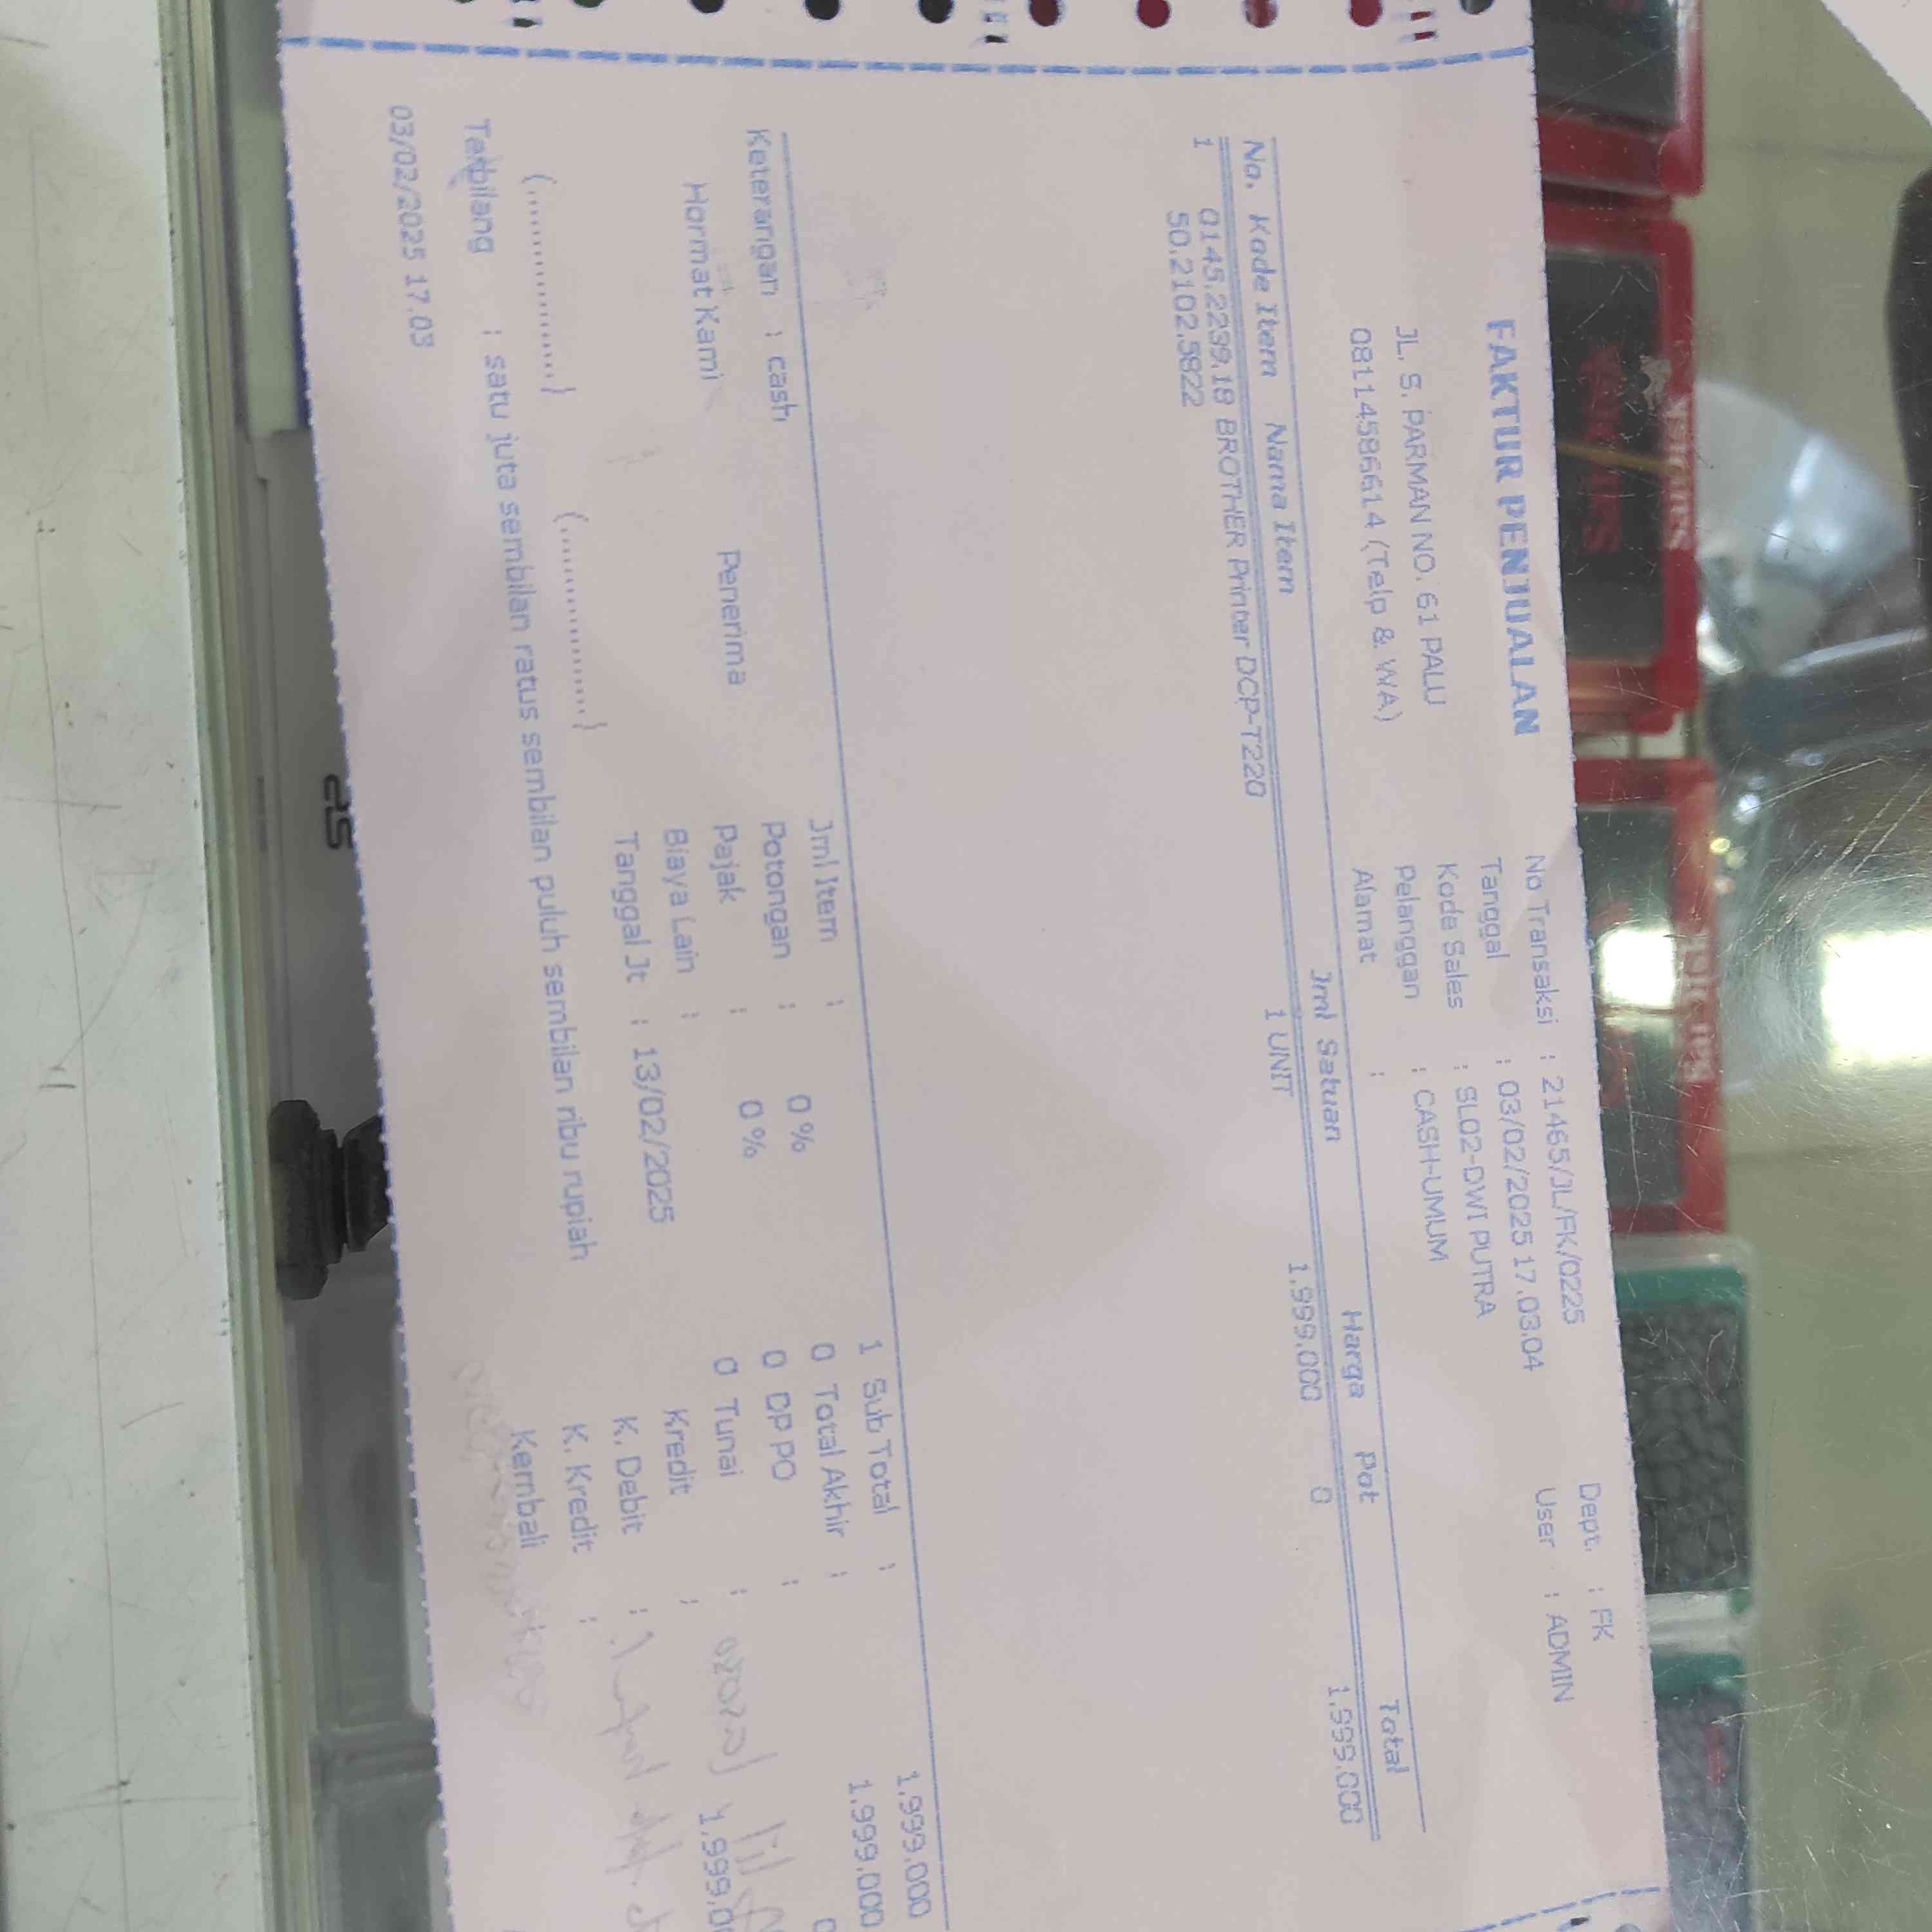 FAKTUR PENJUALAN
JL. S. PARMAN NO. 61 PALU
08114586614 (Telp & WA)
No Transaksi : 21465/JL/FK/0225
Tanggal : 03/02/2025 17.03.04
Kode Sales : SL02-DWI PUTRA
Pelanggan : CASH-UMUM
Alamat :
Dept. : FK
User : ADMIN
No. Kode Item Nama Item Jml Satuan Harga Pot Total
1 0145.2239.18 BROTHER Printer DCP-T220 1 UNIT 1.999.000 0 1.999.000
50.2102.5822
Keterangan : cash
Hormat Kami Penerima
(................) (................)
Jml Item : 1
Potongan : 0 % 0
Pajak : 0 % 0
Biaya Lain : 0
Tanggal Jt : 13/02/2025
Sub Total : 1.999.000
Total Akhir : 1.999.000
DP PO : 0
Tunai : 1.999.0
Kredit :
K. Debit :
K. Kredit :
Kembali
Terbilang : satu juta sembilan ratus sembilan puluh sembilan ribu rupiah
03/02/2025 17.03